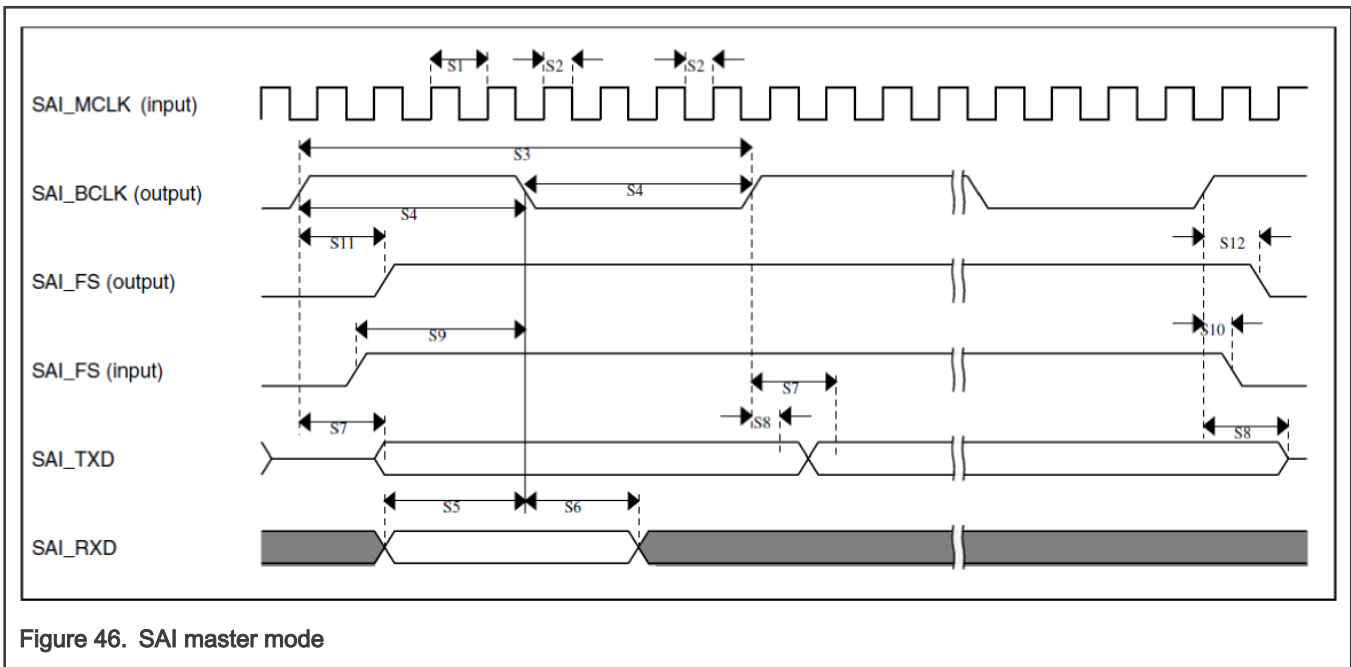 S1 S2 S2
SAI_MCLK (input)
S3
SAI_BCLK (output)
S4
S4
S11 S12
SAI_FS (output)
S9 S10
SAI_FS (input)
S7
S7 S8 S8
SAI_TXD
S5 S6
SAI_RXD
Figure 46. SAI master mode